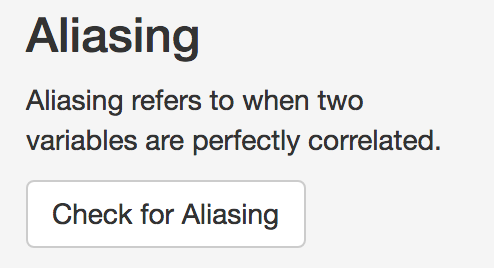 Aliasing
Aliasing refers to when two
variables are perfectly correlated.
Check for Aliasing